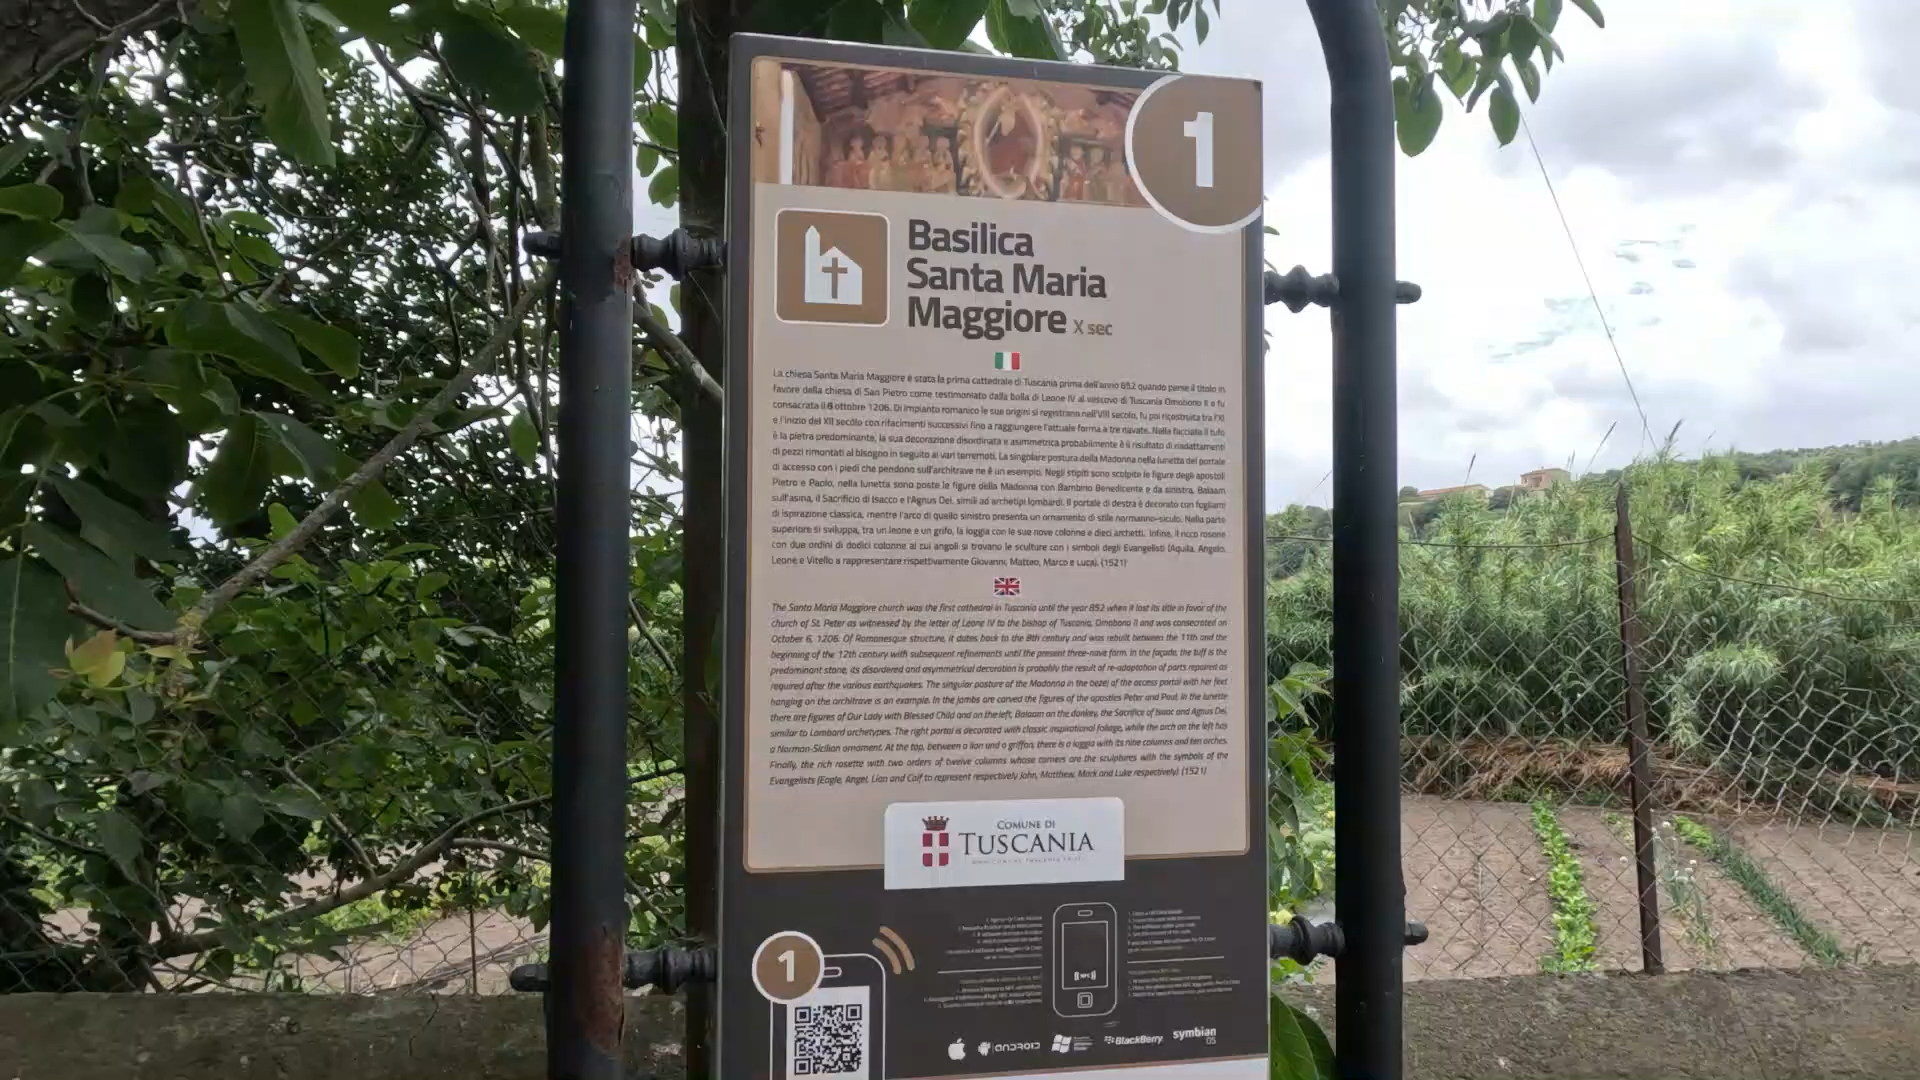 1
Basilica
Santa Maria
Maggiore X sec
La chiesa Santa Maria Maggiore è stata la prima cattedrale di Tuscania prima dell'anno 852 quando perse il titolo in
favore della chiesa di San Pietro come testimoniato dalla bolla di Leone IV al vescovo di Tuscania Omobono II e fu
consacrata il 6 ottobre 1206. Di impianto romanico le sue origini si registrano nell'VIII secolo, fu poi ricostruita tra l'XI
e l'inizio del XII secolo con rifacimenti successivi fino a raggiungere l'attuale forma a tre navate. Nella facciata il tufo
è la pietra predominante, la sua decorazione disordinata e asimmetrica probabilmente è il risultato di riadattamenti
di pezzi rimontati al bisogno in seguito ai vari terremoti. La singolare postura della Madonna nella lunetta del portale
di accesso con i piedi che pendono sull'architrave ne è un esempio. Negli stipiti sono scolpite le figure degli apostoli
Pietro e Paolo, nella lunetta sono poste le figure della Madonna con Bambino Benedicente e da sinistra, Balaam
sull'asina, il Sacrificio di Isacco e l'Agnus Dei, simili ad archetipi lombardi. Il portale di destra è decorato con fogliami
di ispirazione classica, mentre l'arco di quello sinistro presenta un ornamento di stile normanno-siculo. Nella parte
superiore si sviluppa, tra un leone e un grifo, la loggia con le sue nove colonne e dieci archetti. Infine, il ricco rosone
con due ordini di dodici colonne ai cui angoli si trovano le sculture con i simboli degli Evangelisti (Aquila, Angelo,
Leone e Vitello a rappresentare rispettivamente Giovanni, Matteo, Marco e Luca). (1521)
The Santa Maria Maggiore church was the first cathedral in Tuscania until the year 852 when it lost its title in favor of the
church of St. Peter as witnessed by the letter of Leone IV to the bishop of Tuscania, Omobono II and was consecrated on
October 6, 1206. Of Romanesque structure, it dates back to the 8th century and was rebuilt between the 11th and the
beginning of the 12th century with subsequent refinements until the present three-nave form. In the façade, the tuff is the
predominant stone, its disordered and asymmetrical decoration is probably the result of re-adaptation of parts repaired as
required after the various earthquakes. The singular posture of the Madonna in the bezel of the access portal with her feet
hanging on the architrave is an example. In the jambs are carved the figures of the apostles Peter and Paul, in the lunette
there are figures of Our Lady with Blessed Child and on the left, Balaam on the donkey, the Sacrifice of Isaac and Agnus Dei,
similar to Lombard archetypes. The right portal is decorated with classic inspirational foliage, while the arch on the left has
a Norman-Sicilian ornament. At the top, between a lion and a griffon, there is a loggia with its nine columns and ten arches.
Finally, the rich rosette with two orders of twelve columns whose corners are the sculptures with the symbols of the
Evangelists (Eagle, Angel, Lion and Calf to represent respectively John, Matthew, Mark and Luke respectively) (1521)
COMUNE DI
TUSCANIA
1
NFC
ANDROID
BlackBerry
symbian
OS